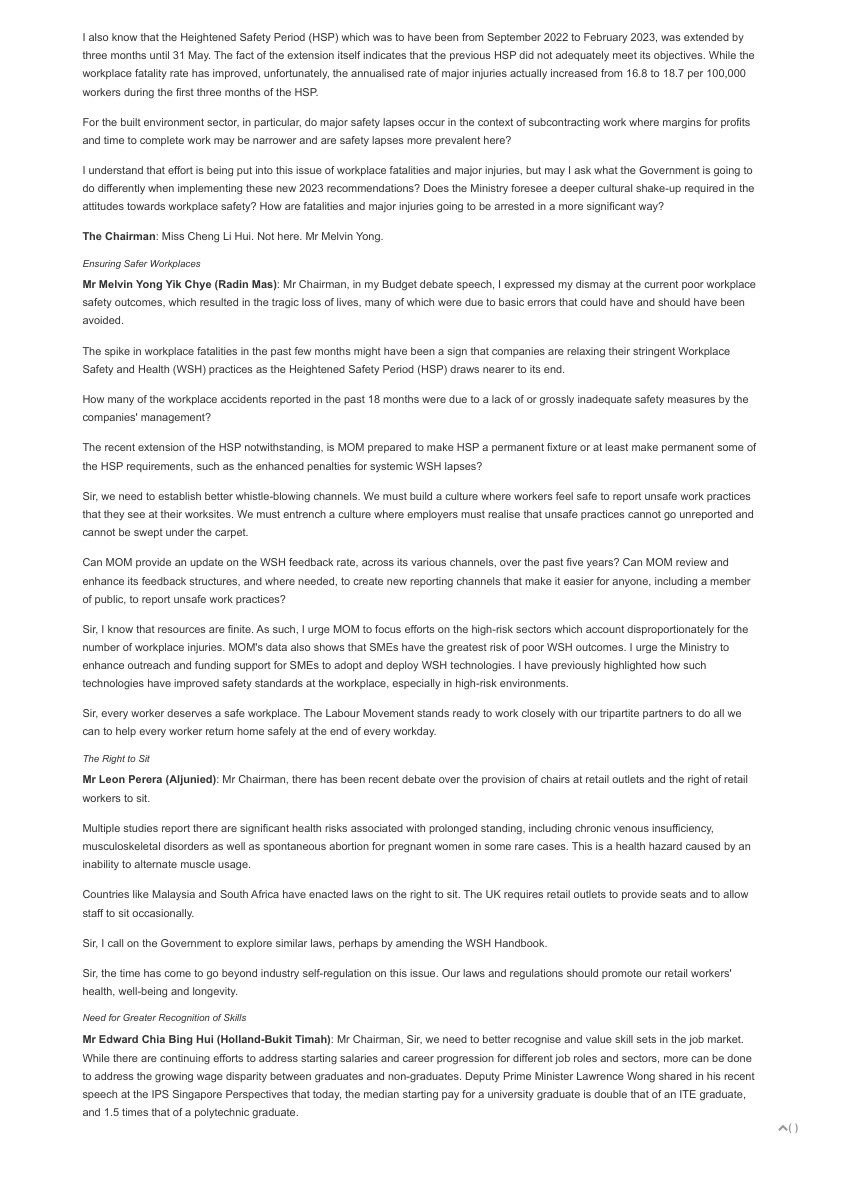 I also know that the Heightened Safety Period (HSP) which was to have been from September 2022 to February 2023, was extended by
three months until 31 May. The fact of the extension itself indicates that the previous HSP did not adequately meet its objectives. While the
workplace fatality rate has improved, unfortunately, the annualised rate of major injuries actually increased from 16.8 to 18.7 per 100,000
workers during the first three months of the HSP.
For the built environment sector, in particular, do major safety lapses occur in the context of subcontracting work where margins for profits
and time to complete work may be narrower and are safety lapses more prevalent here?
I understand that effort is being put into this issue of workplace fatalities and major injuries, but may I ask what the Government is going to
do differently when implementing these new 2023 recommendations? Does the Ministry foresee a deeper cultural shake-up required in the
attitudes towards workplace safety? How are fatalities and major injuries going to be arrested in a more significant way?
The Chairman: Miss Cheng Li Hui. Not here. Mr Melvin Yong.
Ensuring Safer Workplaces
Mr Melvin Yong Yik Chye (Radin Mas): Mr Chairman, in my Budget debate speech, I expressed my dismay at the current poor workplace
safety outcomes, which resulted in the tragic loss of lives, many of which were due to basic errors that could have and should have been
avoided.
The spike in workplace fatalities in the past few months might have been a sign that companies are relaxing their stringent Workplace
Safety and Health (WSH) practices as the Heightened Safety Period (HSP) draws nearer to its end.
How many of the workplace accidents reported in the past 18 months were due to a lack of or grossly inadequate safety measures by the
companies' management?
The recent extension of the HSP notwithstanding, is MOM prepared to make HSP a permanent fixture or at least make permanent some of
the HSP requirements, such as the enhanced penalties for systemic WSH lapses?
Sir, we need to establish better whistle-blowing channels. We must build a culture where workers feel safe to report unsafe work practices
that they see at their worksites. We must entrench a culture where employers must realise that unsafe practices cannot go unreported and
cannot be swept under the carpet.
Can MOM provide an update on the WSH feedback rate, across its various channels, over the past five years? Can MOM review and
enhance its feedback structures, and where needed, to create new reporting channels that make it easier for anyone, including a member
of public, to report unsafe work practices?
Sir, I know that resources are finite. As such, I urge MOM to focus efforts on the high-risk sectors which account disproportionately for the
number of workplace injuries. MOM's data also shows that SMEs have the greatest risk of poor WSH outcomes. I urge the Ministry to
enhance outreach and funding support for SMEs to adopt and deploy WSH technologies. I have previously highlighted how such
technologies have improved safety standards at the workplace, especially in high-risk environments.
Sir, every worker deserves a safe workplace. The Labour Movement stands ready to work closely with our tripartite partners to do all we
can to help every worker return home safely at the end of every workday.
The Right to Sit
Mr Leon Perera (Aljunied): Mr Chairman, there has been recent debate over the provision of chairs at retail outlets and the right of retail
workers to sit.
Multiple studies report there are significant health risks associated with prolonged standing, including chronic venous insufficiency,
musculoskeletal disorders as well as spontaneous abortion for pregnant women in some rare cases. This is a health hazard caused by an
inability to alternate muscle usage.
Countries like Malaysia and South Africa have enacted laws on the right to sit. The UK requires retail outlets to provide seats and to allow
staff to sit occasionally.
Sir, I call on the Government to explore similar laws, perhaps by amending the WSH Handbook.
Sir, the time has come to go beyond industry self-regulation on this issue. Our laws and regulations should promote our retail workers'
health, well-being and longevity.
Need for Greater Recognition of Skills
Mr Edward Chia Bing Hui (Holland-Bukit Timah): Mr Chairman, Sir, we need to better recognise and value skill sets in the job market.
While there are continuing efforts to address starting salaries and career progression for different job roles and sectors, more can be done
to address the growing wage disparity between graduates and non-graduates. Deputy Prime Minister Lawrence Wong shared in his recent
speech at the IPS Singapore Perspectives that today, the median starting pay for a university graduate is double that of an ITE graduate,
and 1.5 times that of a polytechnic graduate.
( )